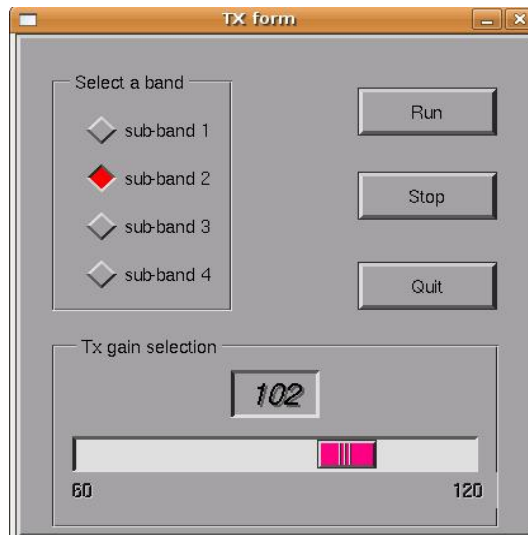 TX form
Select a band
sub-band 1
sub-band 2
sub-band 3
sub-band 4
Run
Stop
Quit
Tx gain selection
102
60
120